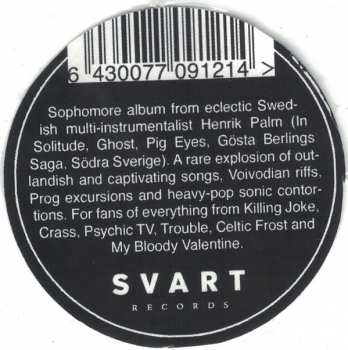 6 430077 091214 >
Sophomore album from eclectic Swed-
ish multi-instrumentalist Henrik Palm (In
Solitude, Ghost, Pig Eyes, Gösta Berlings
Saga, Södra Sverige). A rare explosion of out-
landish and captivating songs, Voivodian riffs.
Prog excursions and heavy-pop sonic contor-
tions. For fans of everything from Killing Joke,
Crass, Psychic TV, Trouble, Celtic Frost and
My Bloody Valentine.
SVART
RECORDS